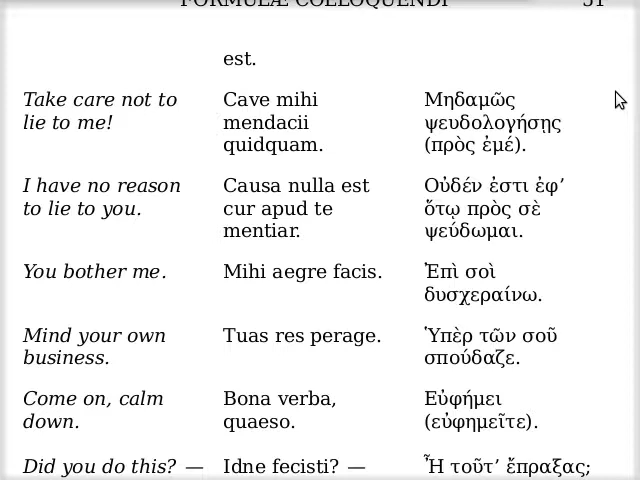 FORMULÆ COLLOQUENDI 51
est.
Take care not to Cave mihi Μηδαμῶς
lie to me! mendacii ψευδολογήσῃς
quidquam. (πρὸς ἐμέ).
I have no reason Causa nulla est Οὐδέν ἐστι ἐφ’
to lie to you. cur apud te ὅτῳ πρὸς σὲ
mentiar. ψεύδωμαι.
You bother me. Mihi aegre facis. Ἐπὶ σοὶ
δυσχεραίνω.
Mind your own Tuas res perage. Ὑπὲρ τῶν σοῦ
business. σπούδαζε.
Come on, calm Bona verba, Εὐφήμει
down. quaeso. (εὐφημεῖτε).
Did you do this? — Idne fecisti? — Ἦ τοῦτ’ ἔπραξας;